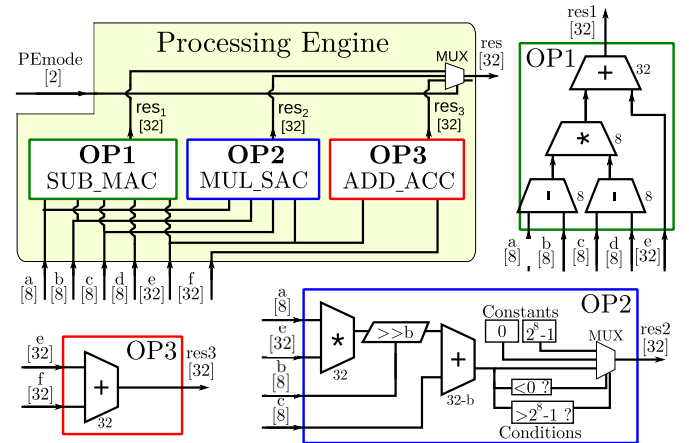 Processing Engine
PEmode
[2]
MUX
res
[32]
res1
[32]
res2
[32]
res3
[32]
OP1
SUB_MAC
OP2
MUL_SAC
OP3
ADD_ACC
a
[8]
b
[8]
c
[8]
d
[8]
e
[32]
f
[32]
res1
[32]
OP1
+
32
*
8
-
8
-
8
a
[8]
b
[8]
c
[8]
d
[8]
e
[32]
OP3
e
[32]
f
[32]
+
32
res3
[32]
OP2
a
[8]
e
[32]
b
[8]
c
[8]
*
32
>>b
+
32-b
Constants
0
2^8-1
MUX
<0 ?
>2^8-1 ?
Conditions
res2
[32]